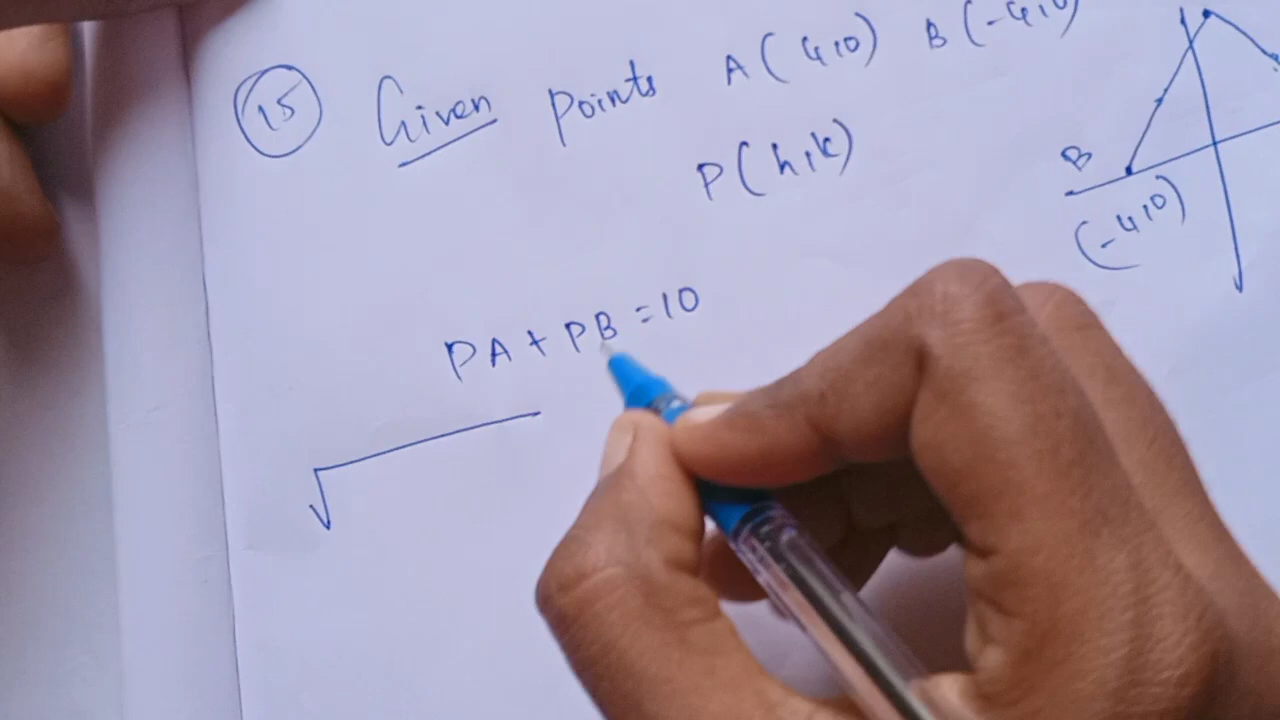 15 Given Points A(4,0) B(-4,0)
P(h,k)
B
(-4,0)
PA + PB = 10
√